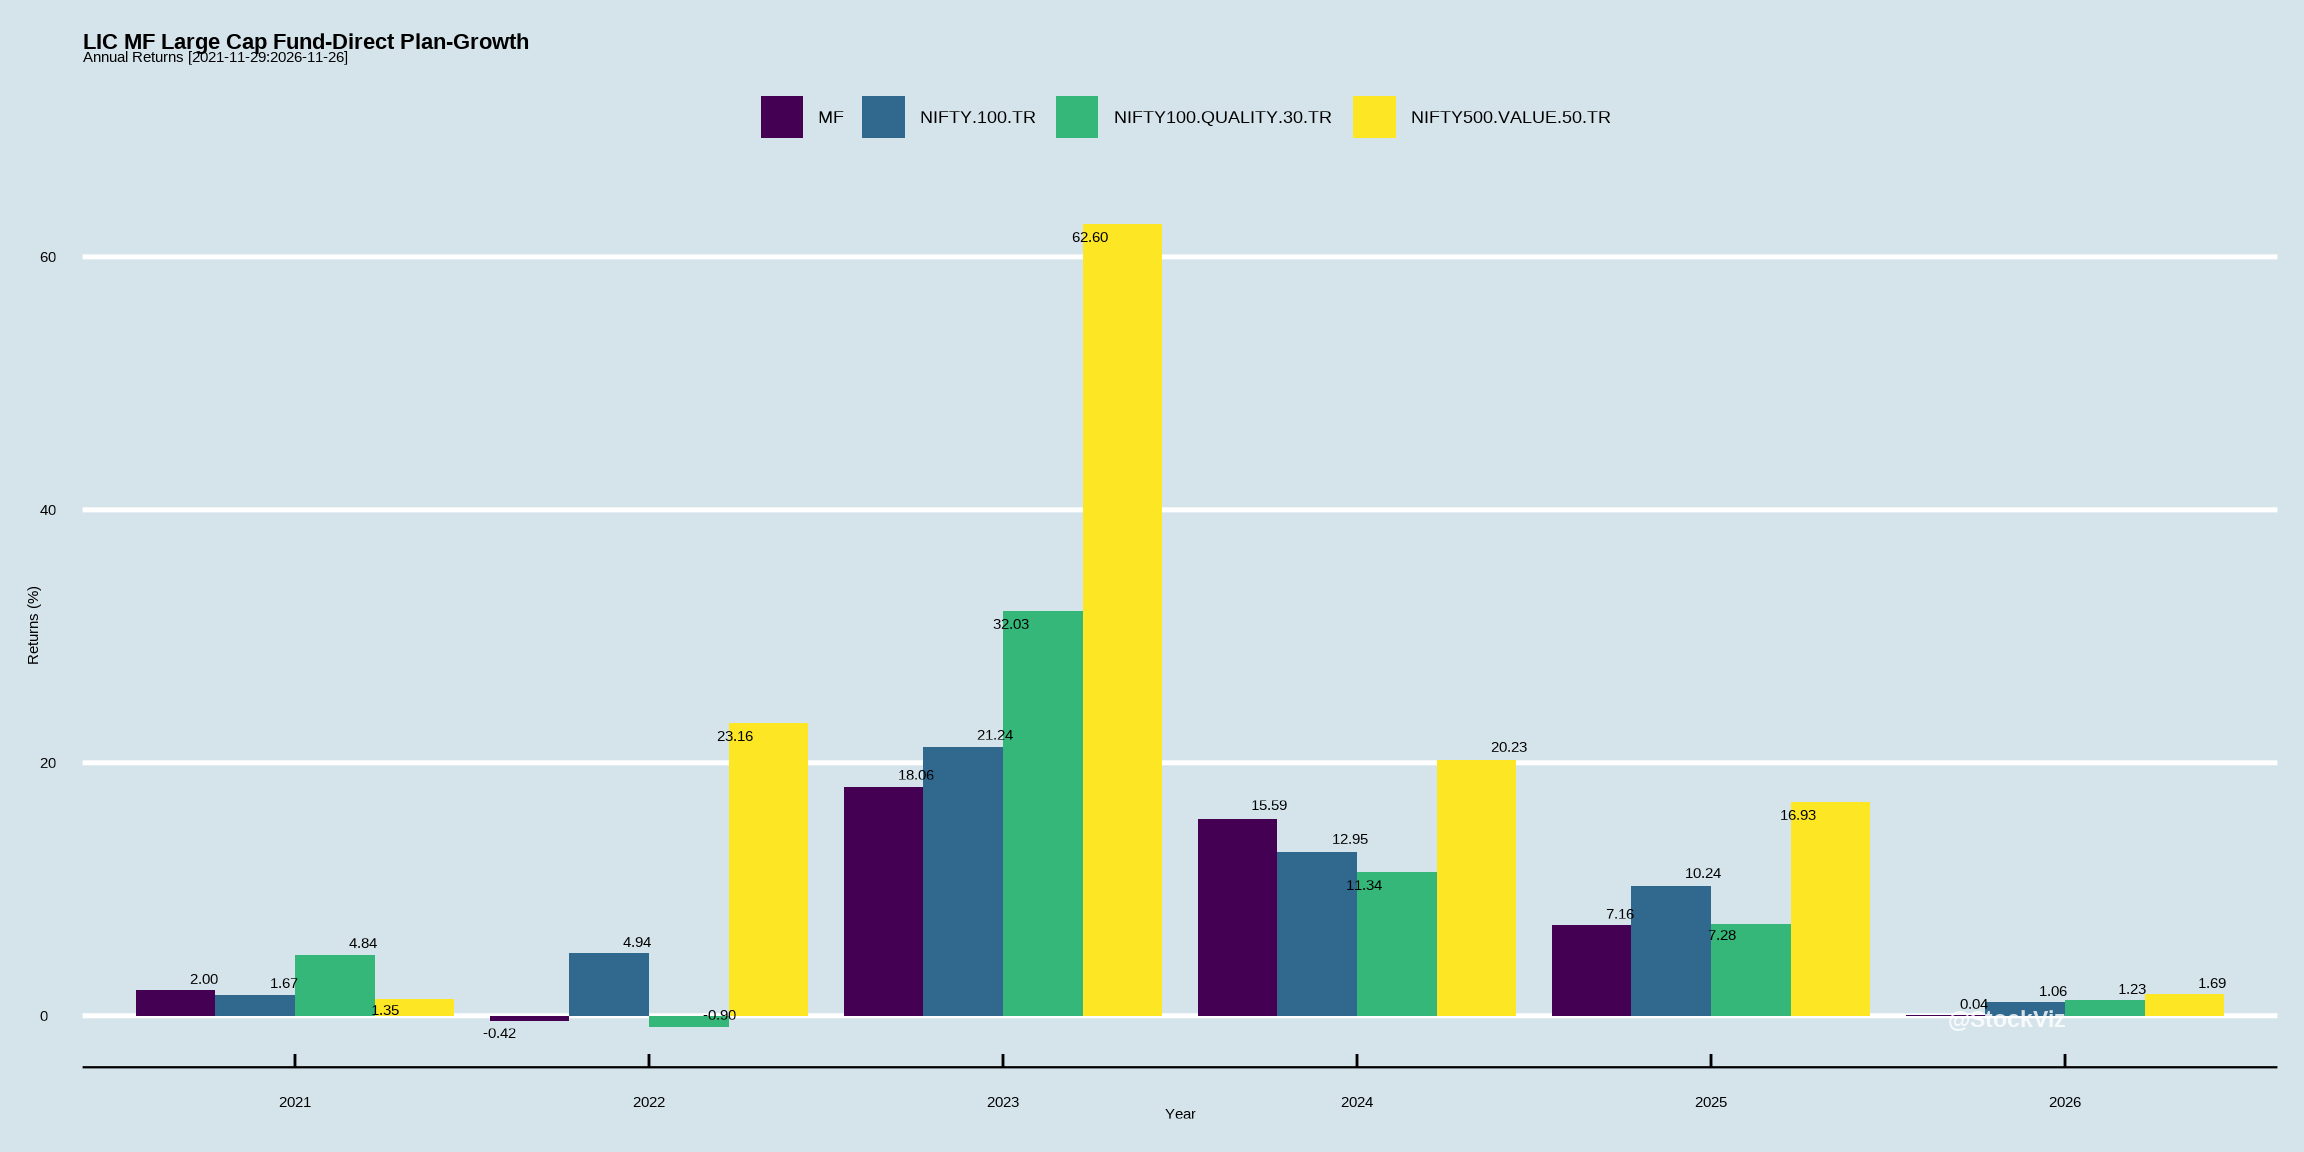 LIC MF Large Cap Fund-Direct Plan-Growth
Annual Returns [2021-11-29:2026-11-26]
MF NIFTY.100.TR NIFTY100.QUALITY.30.TR NIFTY500.VALUE.50.TR
Returns (%)
60
40
20
0
2.00 1.67 4.84 1.35
-0.42 4.94 -0.90 23.16
18.06 21.24 32.03 62.60
15.59 12.95 11.34 20.23
7.16 10.24 7.28 16.93
0.04 1.06 1.23 1.69
@StockViz
2021 2022 2023 2024 2025 2026
Year